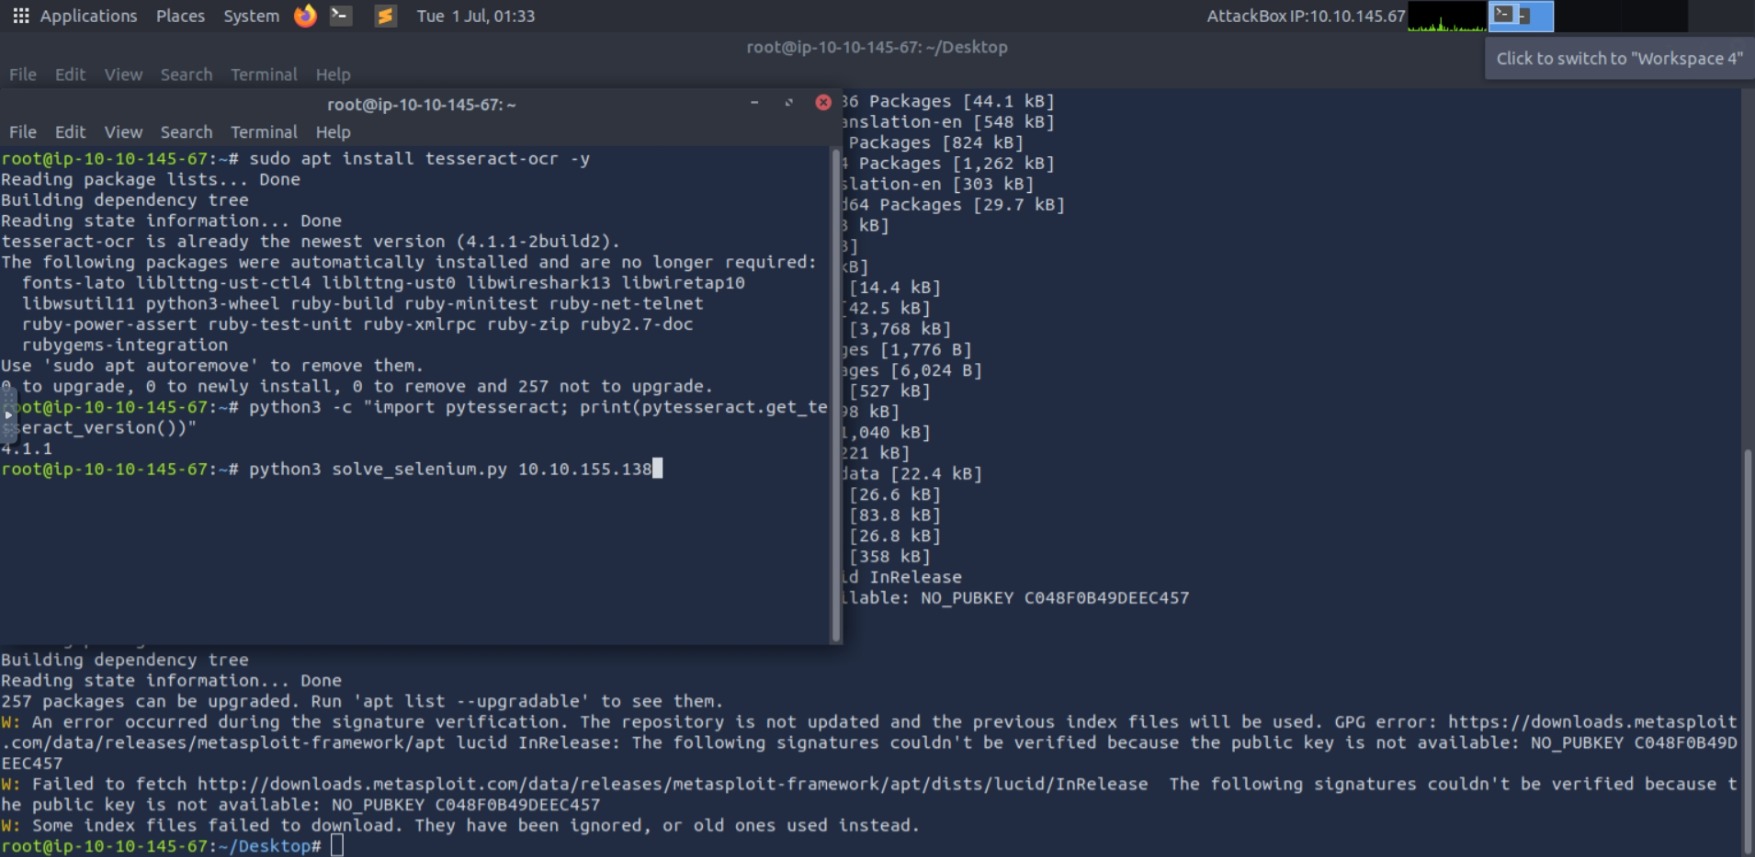 Applications Places System Tue 1 Jul, 01:33 AttackBox IP:10.10.145.67
root@ip-10-10-145-67: ~/Desktop
Click to switch to "Workspace 4"
File Edit View Search Terminal Help
root@ip-10-10-145-67: ~
File Edit View Search Terminal Help
root@ip-10-10-145-67:~# sudo apt install tesseract-ocr -y
Reading package lists... Done
Building dependency tree
Reading state information... Done
tesseract-ocr is already the newest version (4.1.1-2build2).
The following packages were automatically installed and are no longer required:
fonts-lato liblttng-ust-ctl4 liblttng-ust0 libwireshark13 libwiretap10
libwsutil11 python3-wheel ruby-build ruby-minitest ruby-net-telnet
ruby-power-assert ruby-test-unit ruby-xmlrpc ruby-zip ruby2.7-doc
rubygems-integration
Use 'sudo apt autoremove' to remove them.
0 to upgrade, 0 to newly install, 0 to remove and 257 not to upgrade.
root@ip-10-10-145-67:~# python3 -c "import pytesseract; print(pytesseract.get_te
seract_version())"
4.1.1
root@ip-10-10-145-67:~# python3 solve_selenium.py 10.10.155.138
36 Packages [44.1 kB]
anslation-en [548 kB]
Packages [824 kB]
4 Packages [1,262 kB]
slation-en [303 kB]
d64 Packages [29.7 kB]
kB]
B]
kB]
[14.4 kB]
[42.5 kB]
[3,768 kB]
ges [1,776 B]
ages [6,024 B]
[527 kB]
98 kB]
1,040 kB]
221 kB]
data [22.4 kB]
[26.6 kB]
[83.8 kB]
[26.8 kB]
[358 kB]
id InRelease
ilable: NO_PUBKEY C048F0B49DEEC457
Building dependency tree
Reading state information... Done
257 packages can be upgraded. Run 'apt list --upgradable' to see them.
W: An error occurred during the signature verification. The repository is not updated and the previous index files will be used. GPG error: https://downloads.metasploit
.com/data/releases/metasploit-framework/apt lucid InRelease: The following signatures couldn't be verified because the public key is not available: NO_PUBKEY C048F0B49D
EEC457
W: Failed to fetch http://downloads.metasploit.com/data/releases/metasploit-framework/apt/dists/lucid/InRelease The following signatures couldn't be verified because t
he public key is not available: NO_PUBKEY C048F0B49DEEC457
W: Some index files failed to download. They have been ignored, or old ones used instead.
root@ip-10-10-145-67:~/Desktop#